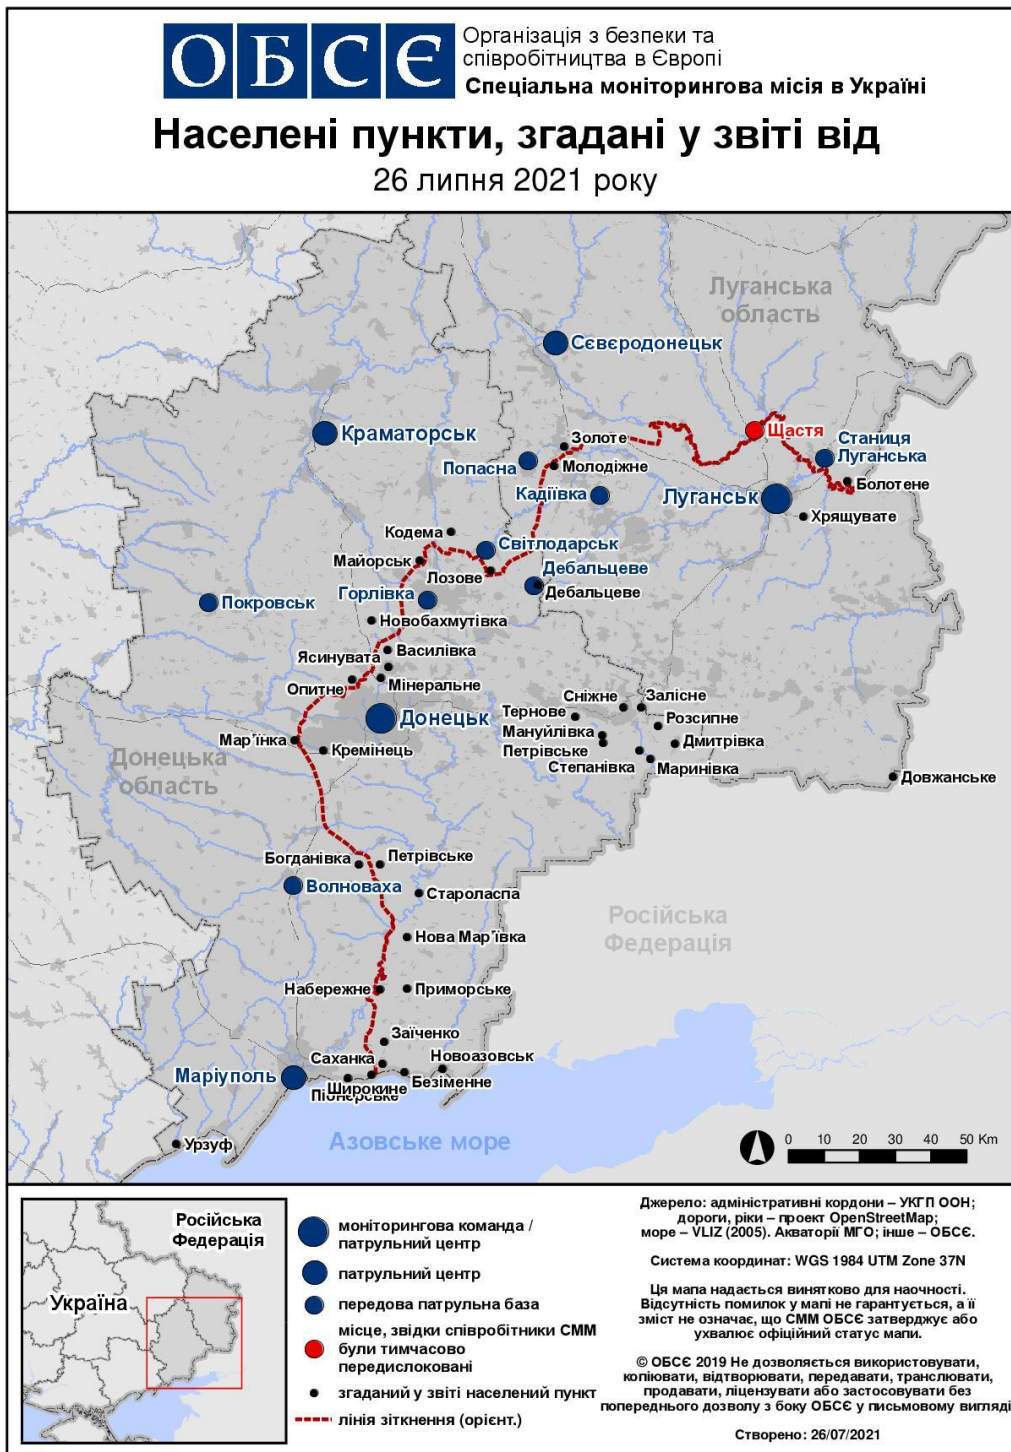 ОБСЄ
Організація з безпеки та
співробітництва в Європі
Спеціальна моніторингова місія в Україні
Населені пункти, згадані у звіті від
26 липня 2021 року
Луганська
область
Сєвєродонецьк
Краматорськ
Золоте
Щастя
Станиця
Луганська
Попасна
Молодіжне
Кадіївка
Луганськ
Болотене
Хрящувате
Кодема
Світлодарськ
Майорськ
Лозове
Дебальцеве
Дебальцеве
Покровськ
Горлівка
Новобахмутівка
Василівка
Ясинувата
Опитне
Мінеральне
Сніжне
Залісне
Тернове
Донецьк
Розсипне
Мануйлівка
Мар'їнка
Кремінець
Петрівське
Дмитрівка
Донецька
область
Степанівка
Маринівка
Довжанське
Богданівка
Петрівське
Волноваха
Староласпа
Російська
Федерація
Нова Мар'ївка
Набережне
Приморське
Заїченко
Саханка
Новоазовськ
Маріуполь
Широкине
Безіменне
Піонерське
Урзуф
Азовське море
0 10 20 30 40 50 Km
Російська
Федерація
Україна
моніторингова команда /
патрульний центр
патрульний центр
передова патрульна база
місце, звідки співробітники СММ
були тимчасово
передислоковані
згаданий у звіті населений пункт
лінія зіткнення (орієнт.)
Джерело: адміністративні кордони – УКГП ООН;
дороги, ріки – проект OpenStreetMap;
море – VLIZ (2005). Акваторії МГО; інше – ОБСЄ.
Система координат: WGS 1984 UTM Zone 37N
Ця мапа надається винятково для наочності.
Відсутність помилок у мапі не гарантується, а її
зміст не означає, що СММ ОБСЄ затверджує або
ухвалює офіційний статус мапи.
© ОБСЄ 2019 Не дозволяється використовувати,
копіювати, відтворювати, передавати, транслювати,
продавати, ліцензувати або застосовувати без
попереднього дозволу з боку ОБСЄ у письмовому вигляді
Створено: 26/07/2021